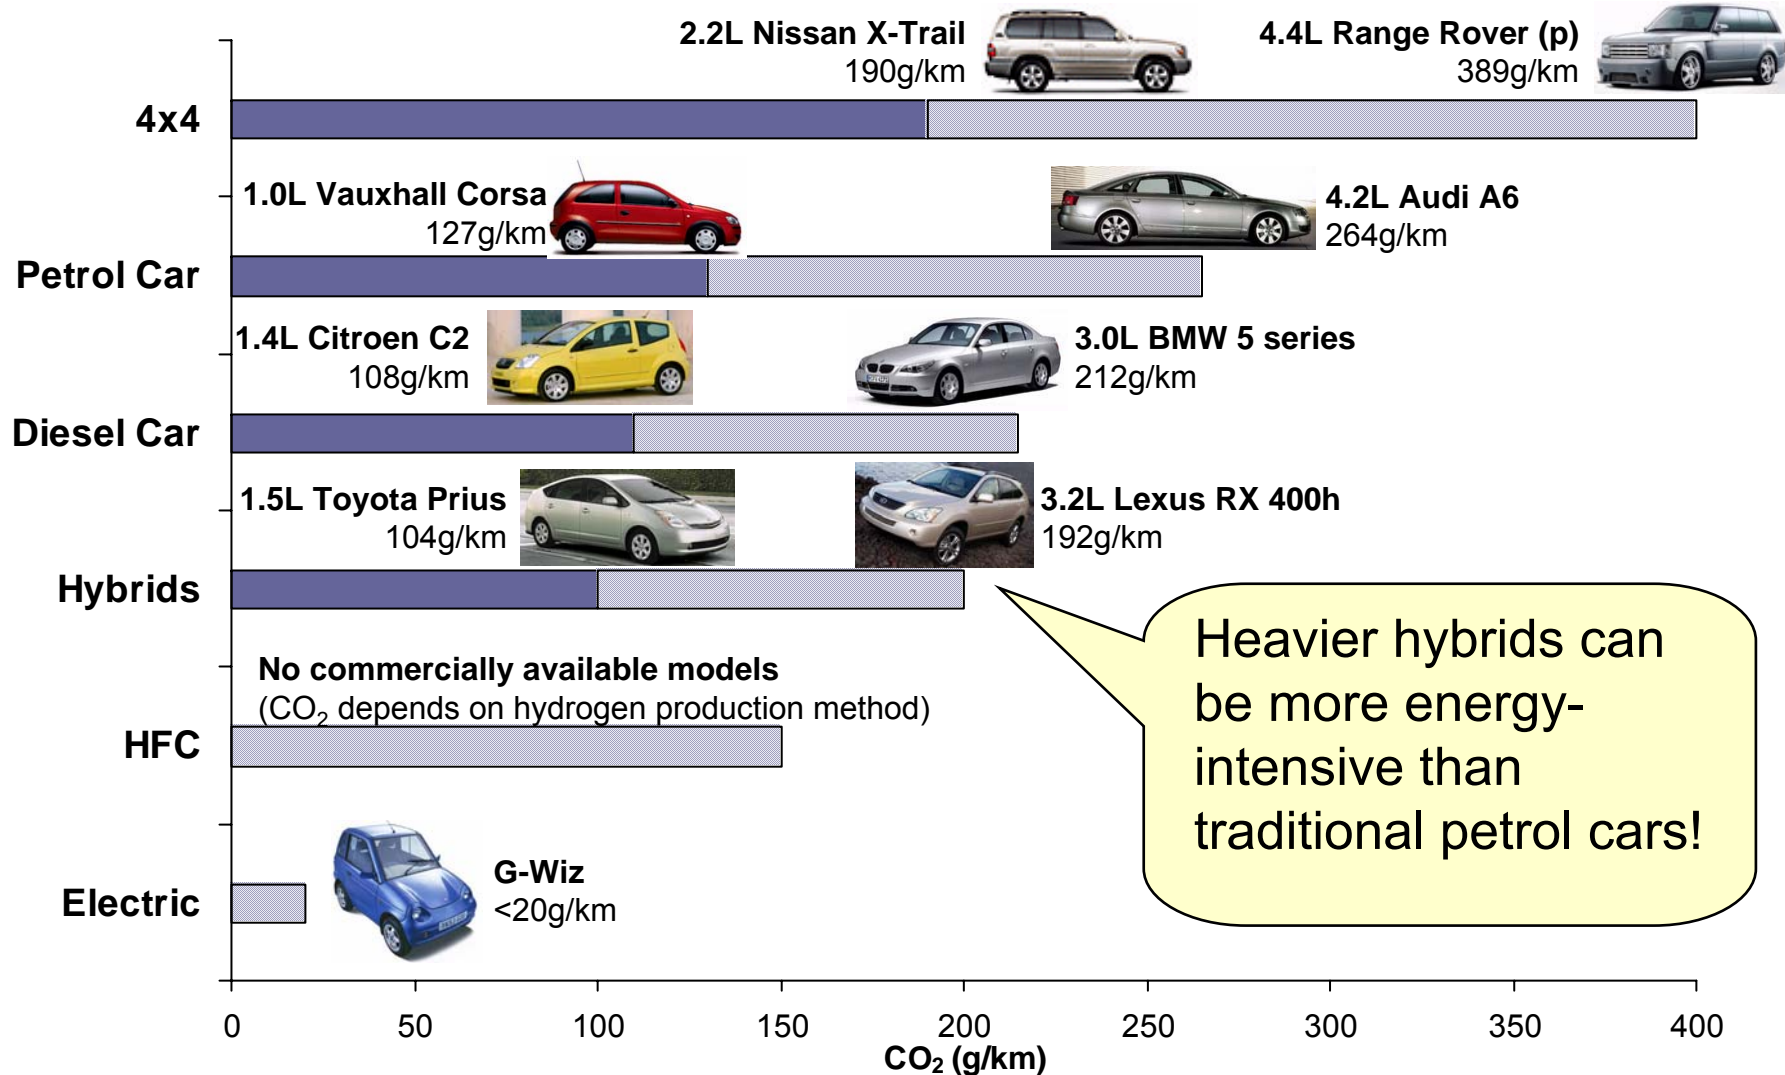 2.2L Nissan X-Trail
190g/km
4.4L Range Rover (p)
389g/km
4x4
1.0L Vauxhall Corsa
127g/km
4.2L Audi A6
264g/km
Petrol Car
1.4L Citroen C2
108g/km
3.0L BMW 5 series
212g/km
Diesel Car
1.5L Toyota Prius
104g/km
3.2L Lexus RX 400h
192g/km
Hybrids
Heavier hybrids can
be more energy-
intensive than
traditional petrol cars!
No commercially available models
(CO₂ depends on hydrogen production method)
HFC
G-Wiz
<20g/km
Electric
0 50 100 150 200 250 300 350 400
CO₂ (g/km)